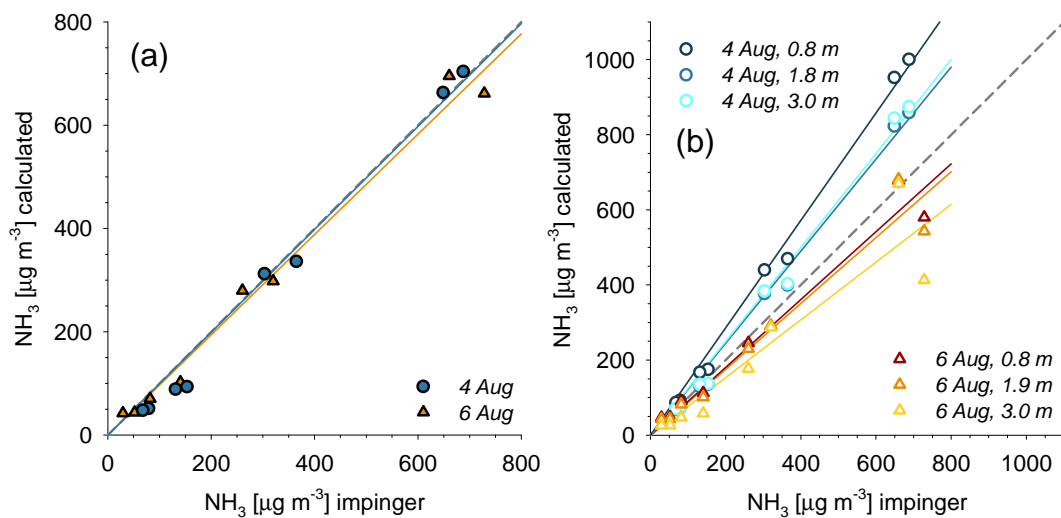 (a)
NH3 [µg m-3] calculated
800
600
400
200
0
4 Aug
6 Aug
0 200 400 600 800
NH3 [µg m-3] impinger
(b)
NH3 [µg m-3] calculated
1000
800
600
400
200
0
4 Aug, 0.8 m
4 Aug, 1.8 m
4 Aug, 3.0 m
6 Aug, 0.8 m
6 Aug, 1.9 m
6 Aug, 3.0 m
0 200 400 600 800 1000
NH3 [µg m-3] impinger